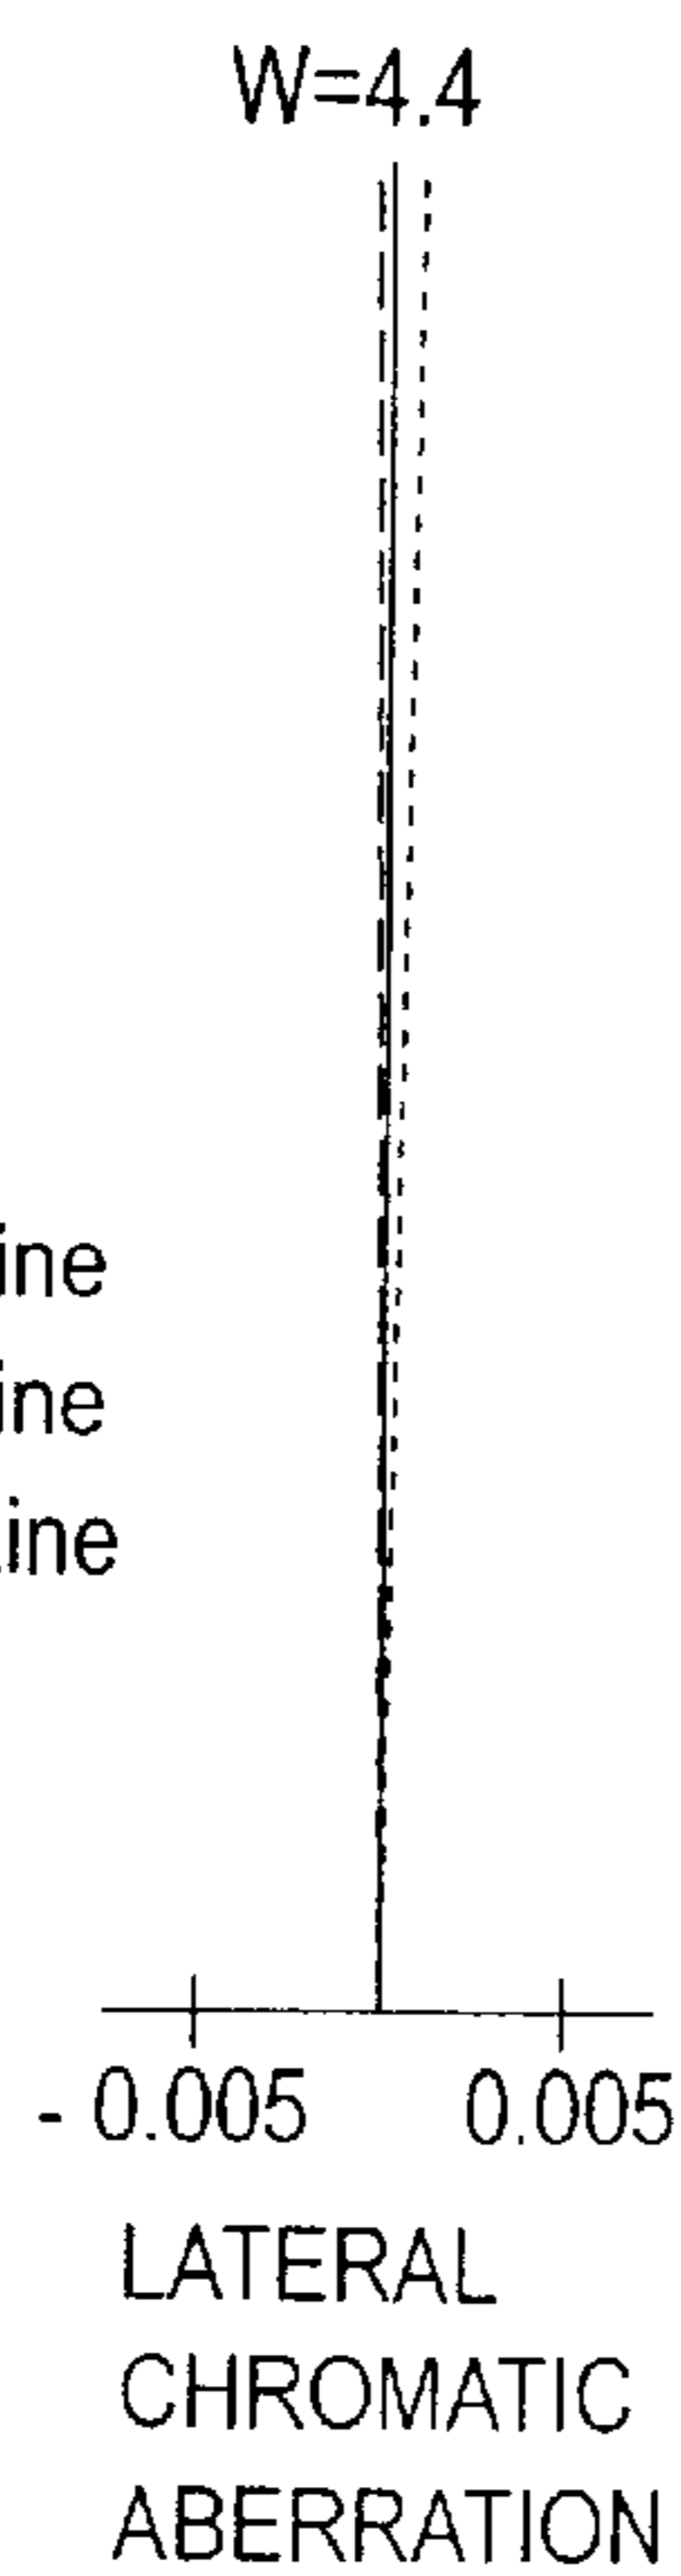 W=4.4
ine
ine
ine
- 0.005 0.005
LATERAL
CHROMATIC
ABERRATION